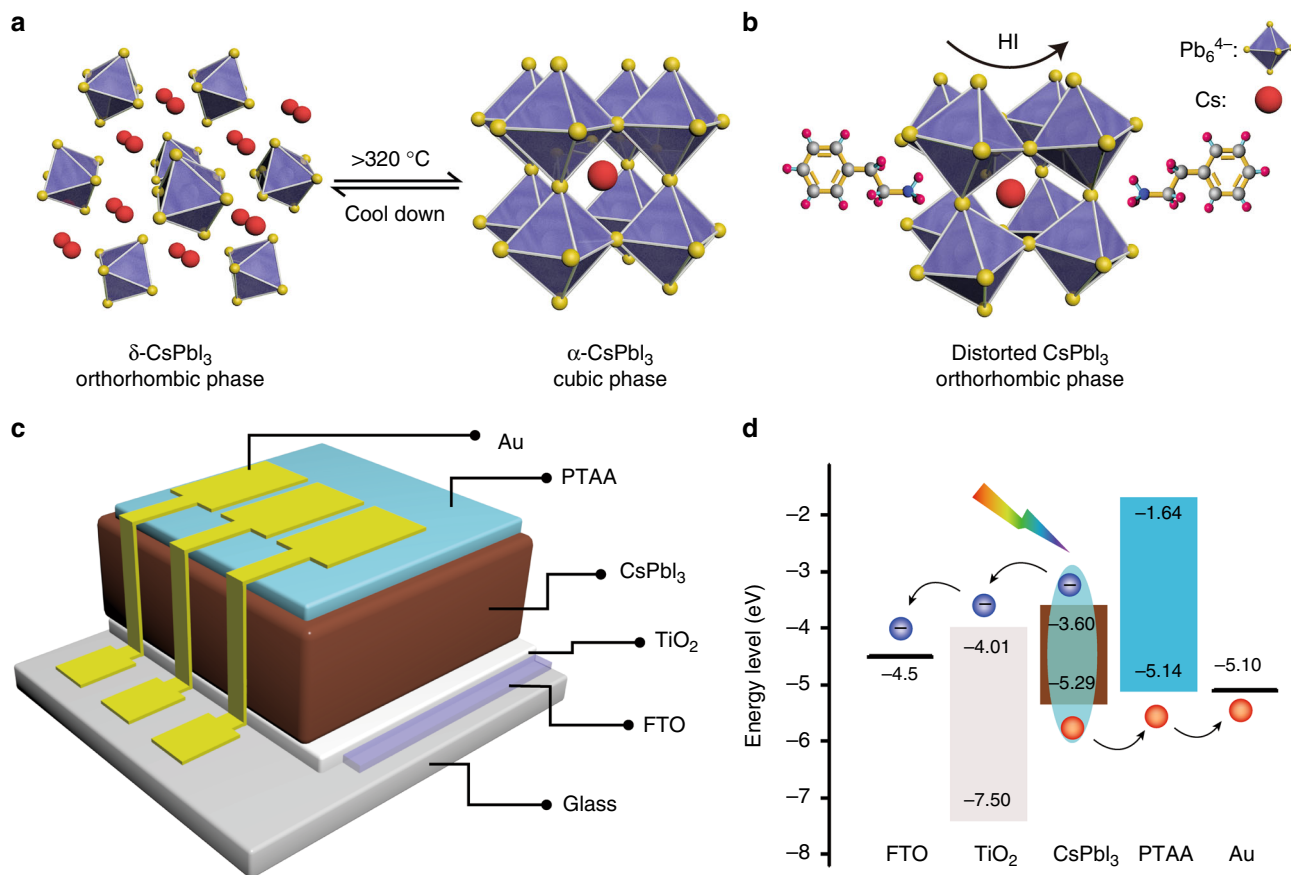 a
>320 °C
Cool down
δ-CsPbI₃
orthorhombic phase
α-CsPbI₃
cubic phase
b
HI
Pb₆⁴⁻:
Cs:
Distorted CsPbI₃
orthorhombic phase
c
Au
PTAA
CsPbI₃
TiO₂
FTO
Glass
d
Energy level (eV)
–2
–3
–4
–5
–6
–7
–8
–4.5
–4.01
–7.50
–3.60
–5.29
–1.64
–5.14
–5.10
–
–
–
FTO
TiO₂
CsPbI₃
PTAA
Au